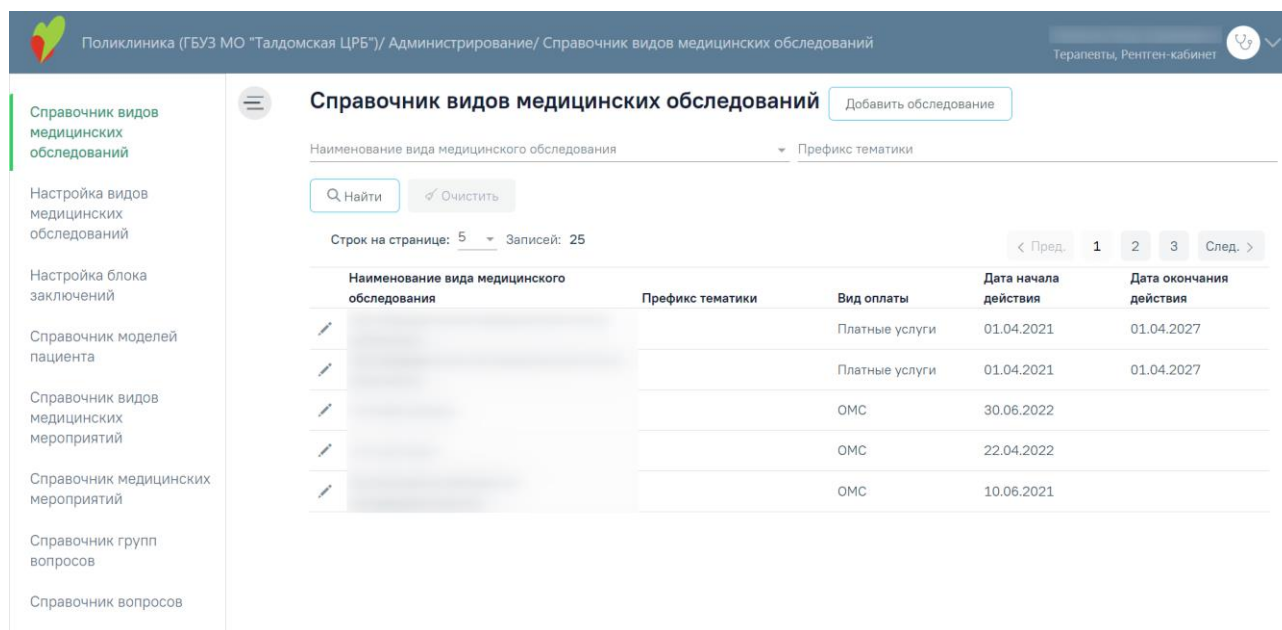 Поликлиника (ГБУЗ МО "Талдомская ЦРБ")/ Администрирование/ Справочник видов медицинских обследований
Терапевты, Рентген-кабинет
Справочник видов
медицинских
обследований
Настройка видов
медицинских
обследований
Настройка блока
заключений
Справочник моделей
пациента
Справочник видов
медицинских
мероприятий
Справочник медицинских
мероприятий
Справочник групп
вопросов
Справочник вопросов
Справочник видов медицинских обследований
Добавить обследование
Наименование вида медицинского обследования
Префикс тематики
Найти
Очистить
Строк на странице: 5 Записей: 25
< Пред. 1 2 3 След. >
Наименование вида медицинского
обследования
Префикс тематики
Вид оплаты
Дата начала
действия
Дата окончания
действия
Платные услуги 01.04.2021 01.04.2027
Платные услуги 01.04.2021 01.04.2027
ОМС 30.06.2022
ОМС 22.04.2022
ОМС 10.06.2021